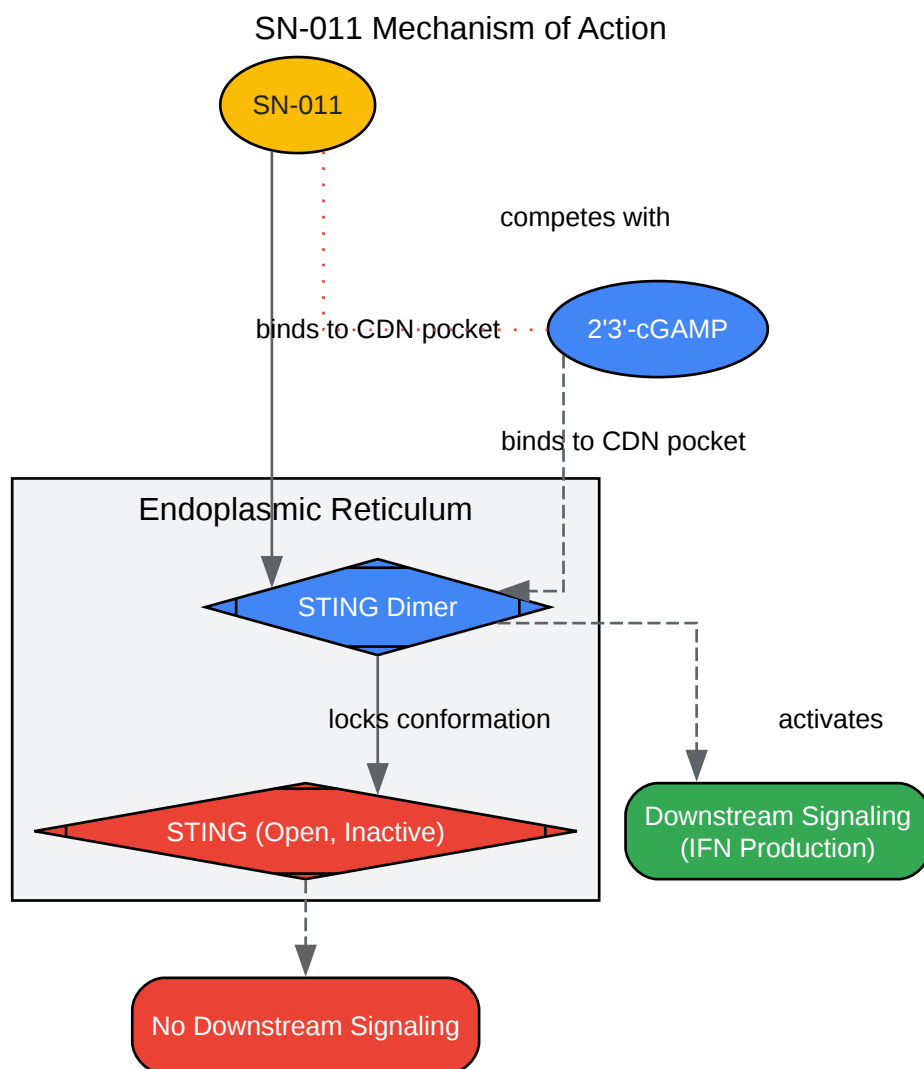 SN-011 Mechanism of Action
SN-011
competes with
binds to CDN pocket
2'3'-cGAMP
binds to CDN pocket
Endoplasmic Reticulum
STING Dimer
locks conformation
activates
STING (Open, Inactive)
Downstream Signaling
(IFN Production)
No Downstream Signaling